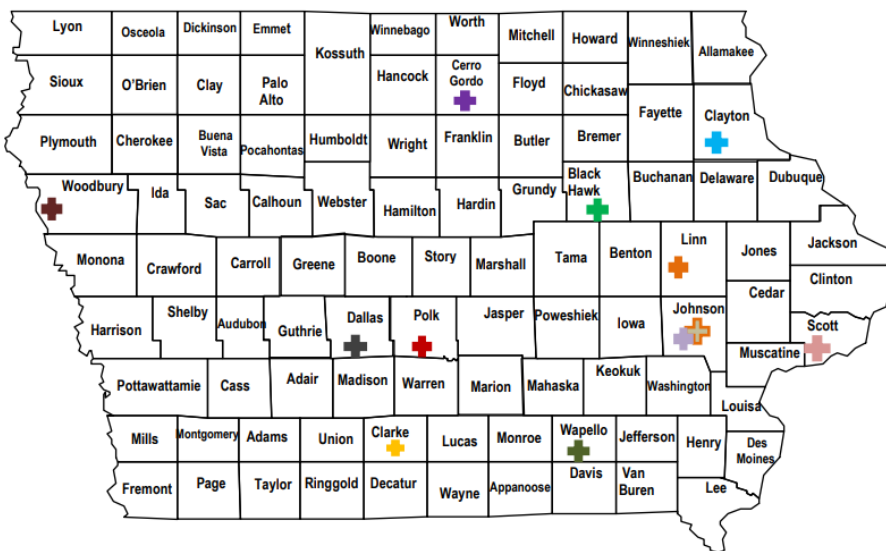 Lyon
Osceola
Dickinson
Emmet
Kossuth
Winnebago
Worth
Mitchell
Howard
Winneshiek
Allamakee
Sioux
O'Brien
Clay
Palo
Alto
Hancock
Cerro
Gordo
Floyd
Chickasaw
Fayette
Clayton
Plymouth
Cherokee
Buena
Vista
Pocahontas
Humboldt
Wright
Franklin
Butler
Bremer
Woodbury
Ida
Sac
Calhoun
Webster
Hamilton
Hardin
Grundy
Black
Hawk
Buchanan
Delaware
Dubuque
Monona
Crawford
Carroll
Greene
Boone
Story
Marshall
Tama
Benton
Linn
Jones
Jackson
Clinton
Cedar
Harrison
Shelby
Audubon
Guthrie
Dallas
Polk
Jasper
Poweshiek
Iowa
Johnson
Scott
Muscatine
Pottawattamie
Cass
Adair
Madison
Warren
Marion
Mahaska
Keokuk
Washington
Louisa
Mills
Montgomery
Adams
Union
Clarke
Lucas
Monroe
Wapello
Jefferson
Henry
Des
Moines
Fremont
Page
Taylor
Ringgold
Decatur
Wayne
Appanoose
Davis
Van
Buren
Lee